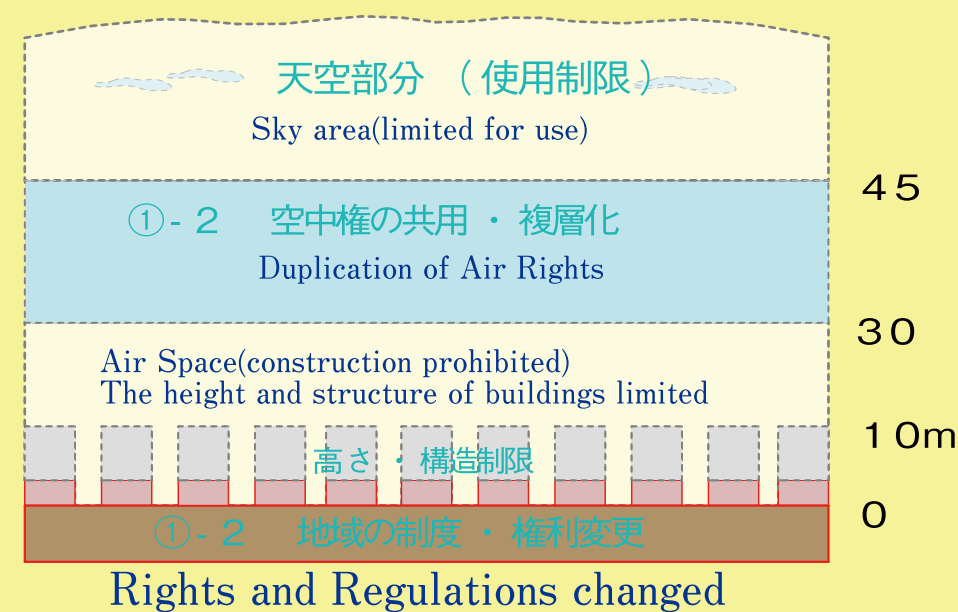 天空部分 （使用制限）
Sky area(limited for use)
４５
①-２ 空中権の共用・複層化
Duplication of Air Rights
３０
Air Space(construction prohibited)
The height and structure of buildings limited
１０m
高さ・構造制限
０
①-２ 地域の制度・権利変更
Rights and Regulations changed